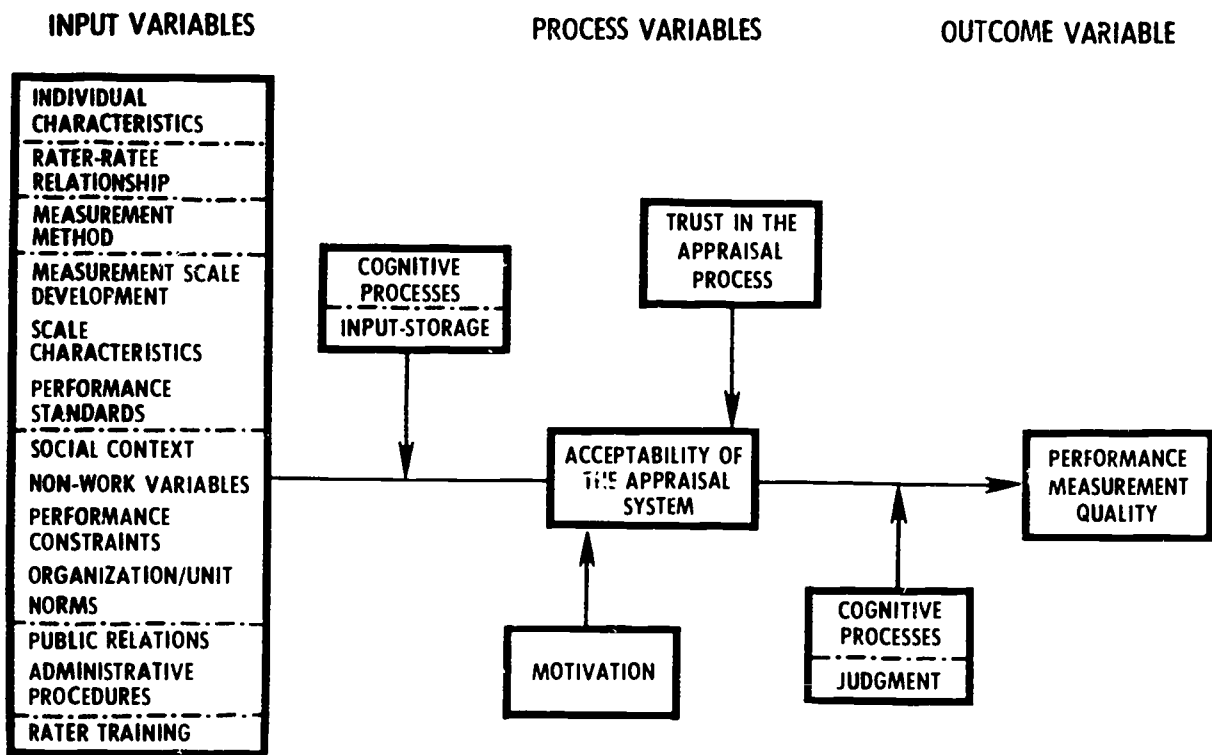 INPUT VARIABLES
PROCESS VARIABLES
OUTCOME VARIABLE
INDIVIDUAL
CHARACTERISTICS
RATER-RATEE
RELATIONSHIP
MEASUREMENT
METHOD
MEASUREMENT SCALE
DEVELOPMENT
SCALE
CHARACTERISTICS
PERFORMANCE
STANDARDS
SOCIAL CONTEXT
NON-WORK VARIABLES
PERFORMANCE
CONSTRAINTS
ORGANIZATION/UNIT
NORMS
PUBLIC RELATIONS
ADMINISTRATIVE
PROCEDURES
RATER TRAINING
COGNITIVE
PROCESSES
INPUT-STORAGE
TRUST IN THE
APPRAISAL
PROCESS
ACCEPTABILITY OF
THE APPRAISAL
SYSTEM
MOTIVATION
COGNITIVE
PROCESSES
JUDGMENT
PERFORMANCE
MEASUREMENT
QUALITY